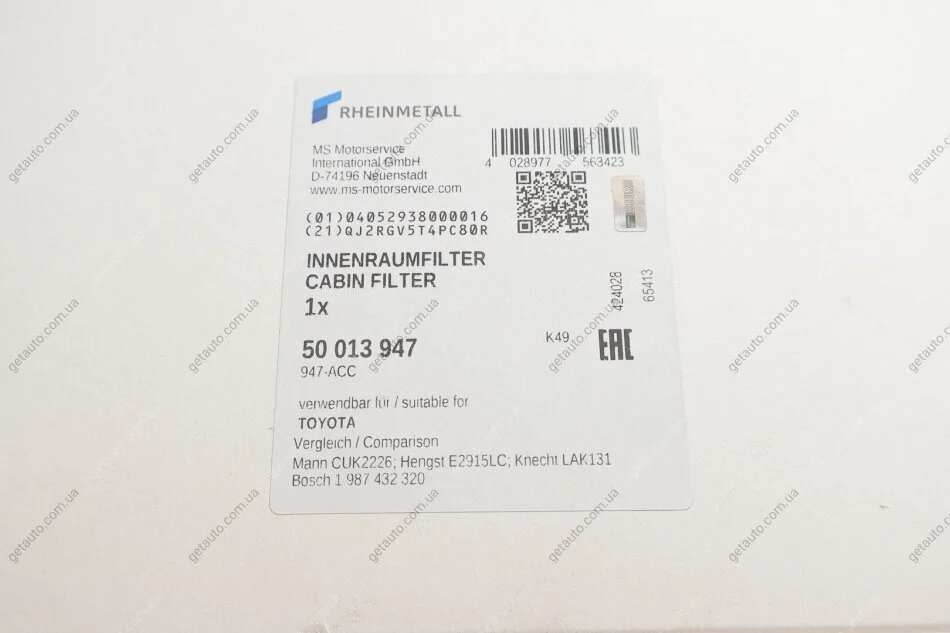 RHEINMETALL
MS Motorservice
International GmbH
D-74196 Neuenstadt
www.ms-motorservice.com
4 028977 563423
(01)04052938000016
(21)QJ2RGV5T4PC80R
INNENRAUMFILTER
CABIN FILTER
1x
424028
65413
50 013 947
947-ACC
K49
EAC
verwendbar für / suitable for
TOYOTA
Vergleich / Comparison
Mann CUK2226; Hengst E2915LC; Knecht LAK131
Bosch 1 987 432 320
getauto.com.ua